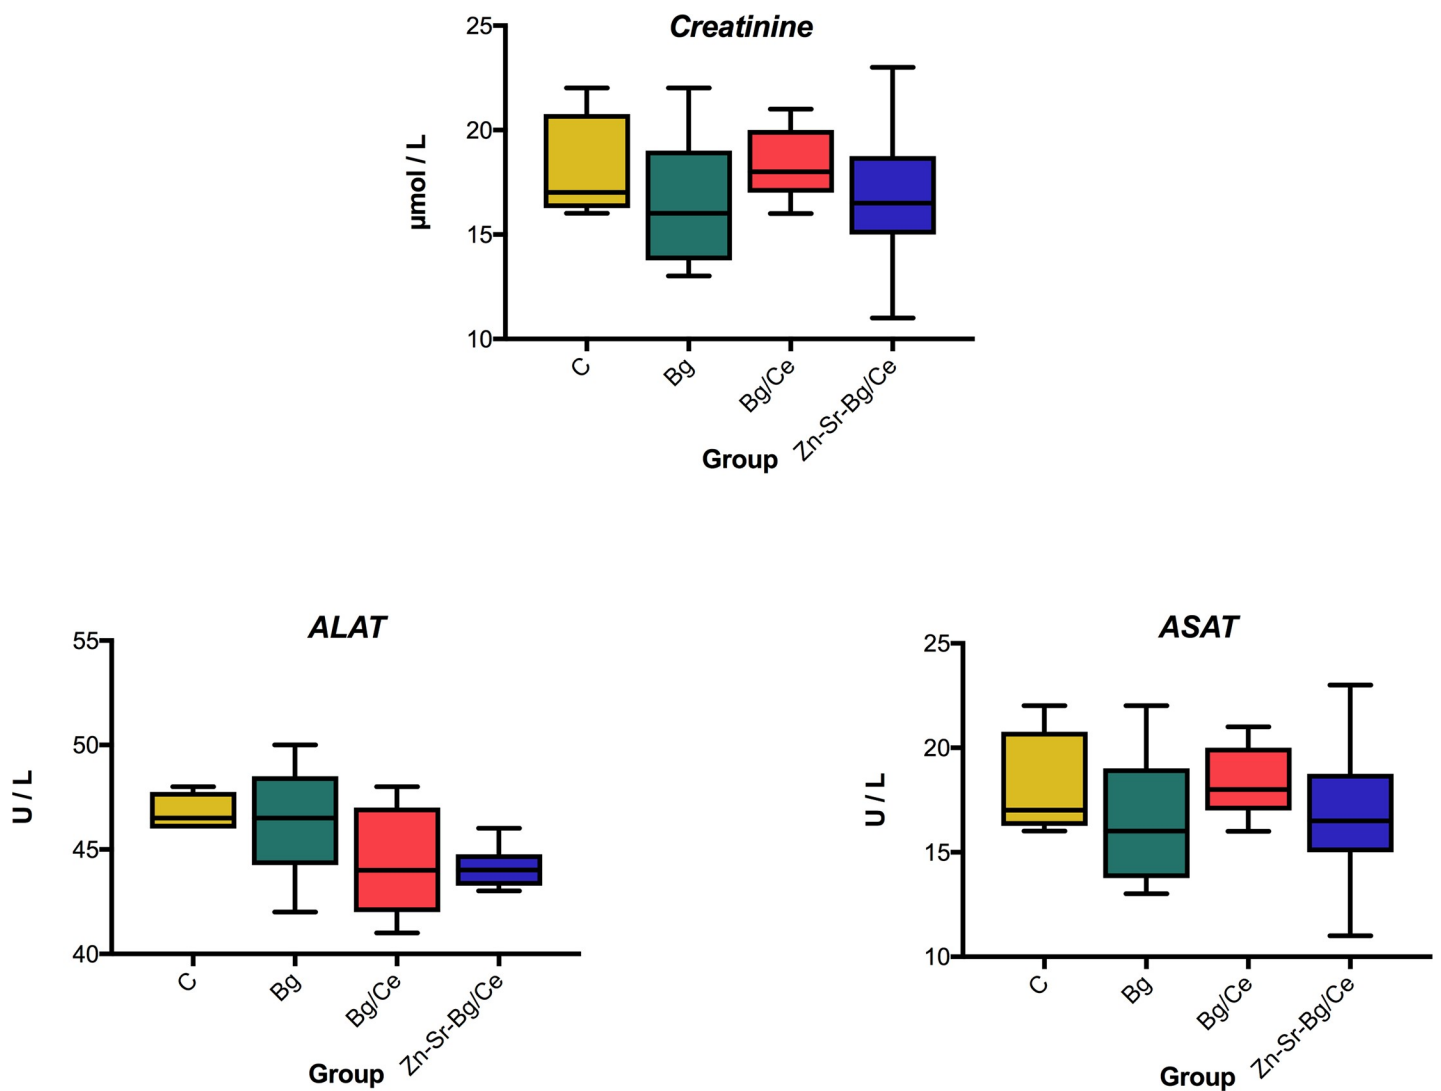 Creatinine
25
20
15
10
µmol / L
C
Bg
Bg/Ce
Zn-Sr-Bg/Ce
Group
ALAT
55
50
45
40
U / L
C
Bg
Bg/Ce
Zn-Sr-Bg/Ce
Group
ASAT
25
20
15
10
U / L
C
Bg
Bg/Ce
Zn-Sr-Bg/Ce
Group